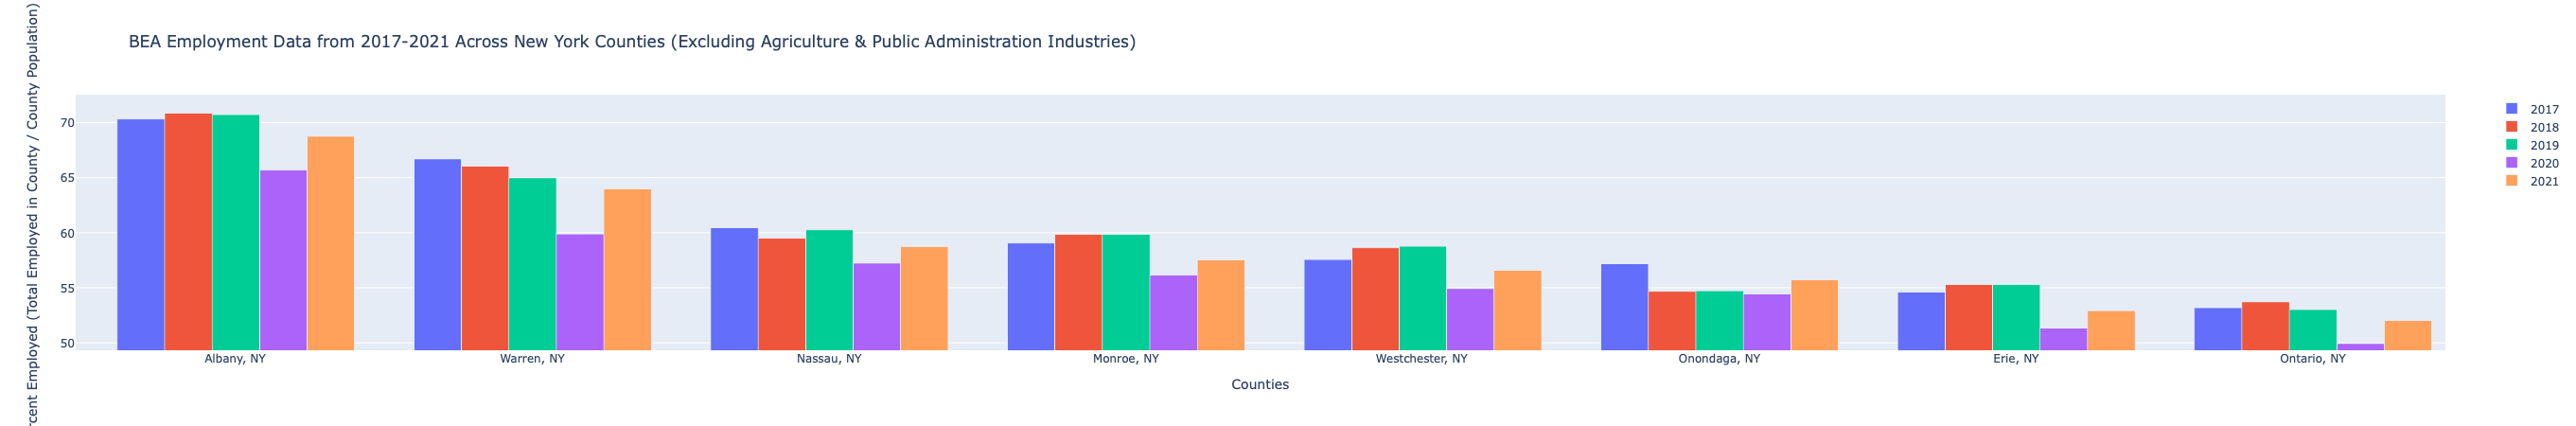 BEA Employment Data from 2017-2021 Across New York Counties (Excluding Agriculture & Public Administration Industries)
rcent Employed (Total Employed in County / County Population)
70
65
60
55
50
Albany, NY
Warren, NY
Nassau, NY
Monroe, NY
Westchester, NY
Onondaga, NY
Erie, NY
Ontario, NY
Counties
2017
2018
2019
2020
2021